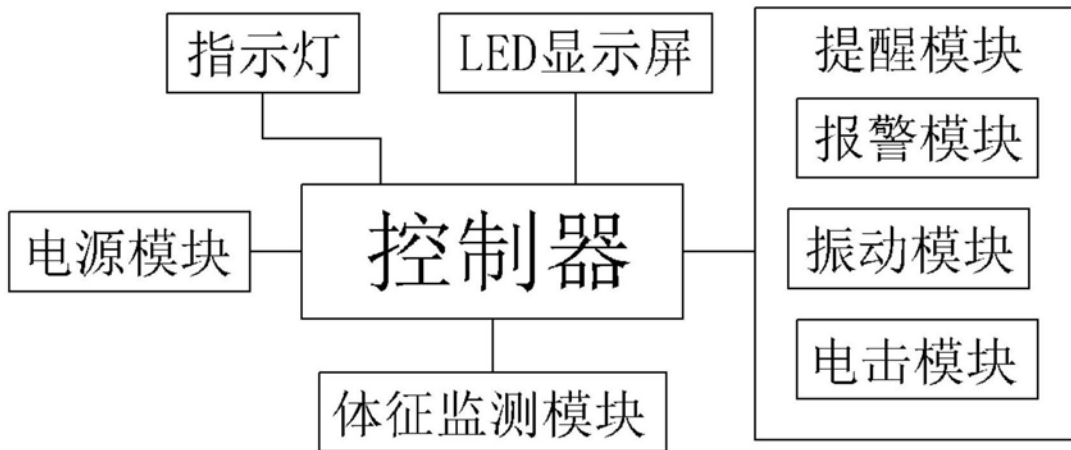 指示灯
LED显示屏
提醒模块
报警模块
电源模块
控制器
振动模块
电击模块
体征监测模块